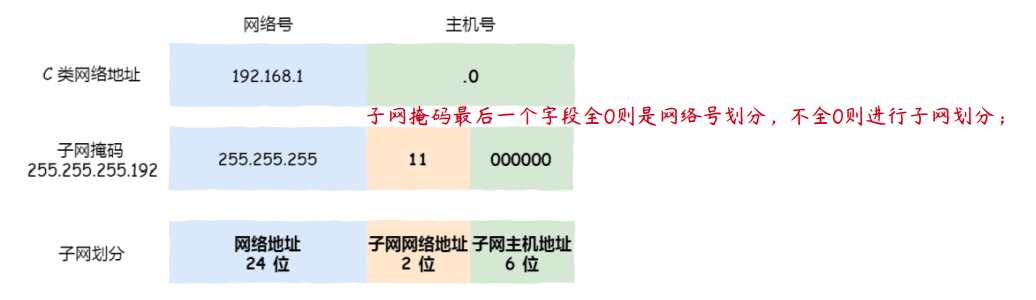 网络号 主机号
C 类网络地址 192.168.1 .0
子网掩码最后一个字段全0则是网络号划分，不全0则进行子网划分；
子网掩码
255.255.255.192 255.255.255 11 000000
子网划分 网络地址 子网网络地址 子网主机地址
24 位 2 位 6 位